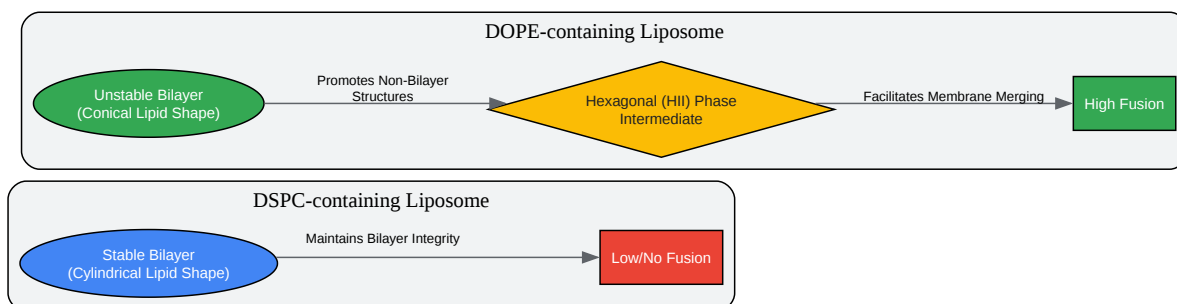 DOPE-containing Liposome
Unstable Bilayer
(Conical Lipid Shape)
Promotes Non-Bilayer
Structures
Hexagonal (HII) Phase
Intermediate
Facilitates Membrane Merging
High Fusion
DSPC-containing Liposome
Stable Bilayer
(Cylindrical Lipid Shape)
Maintains Bilayer Integrity
Low/No Fusion